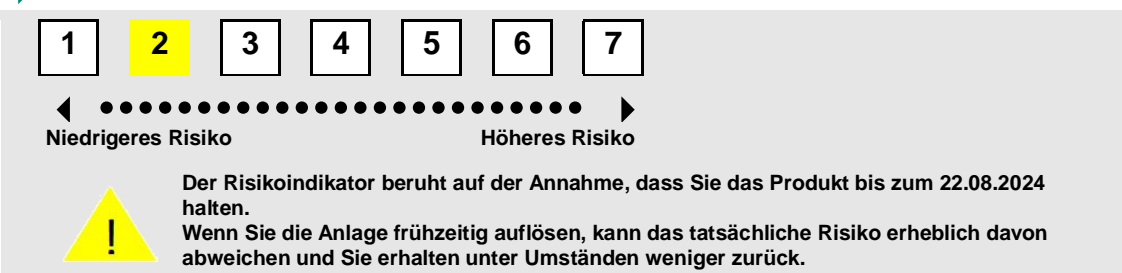 1 2 3 4 5 6 7
Niedrigeres Risiko Höheres Risiko
Der Risikoindikator beruht auf der Annahme, dass Sie das Produkt bis zum 22.08.2024
halten.
Wenn Sie die Anlage frühzeitig auflösen, kann das tatsächliche Risiko erheblich davon
! abweichen und Sie erhalten unter Umständen weniger zurück.